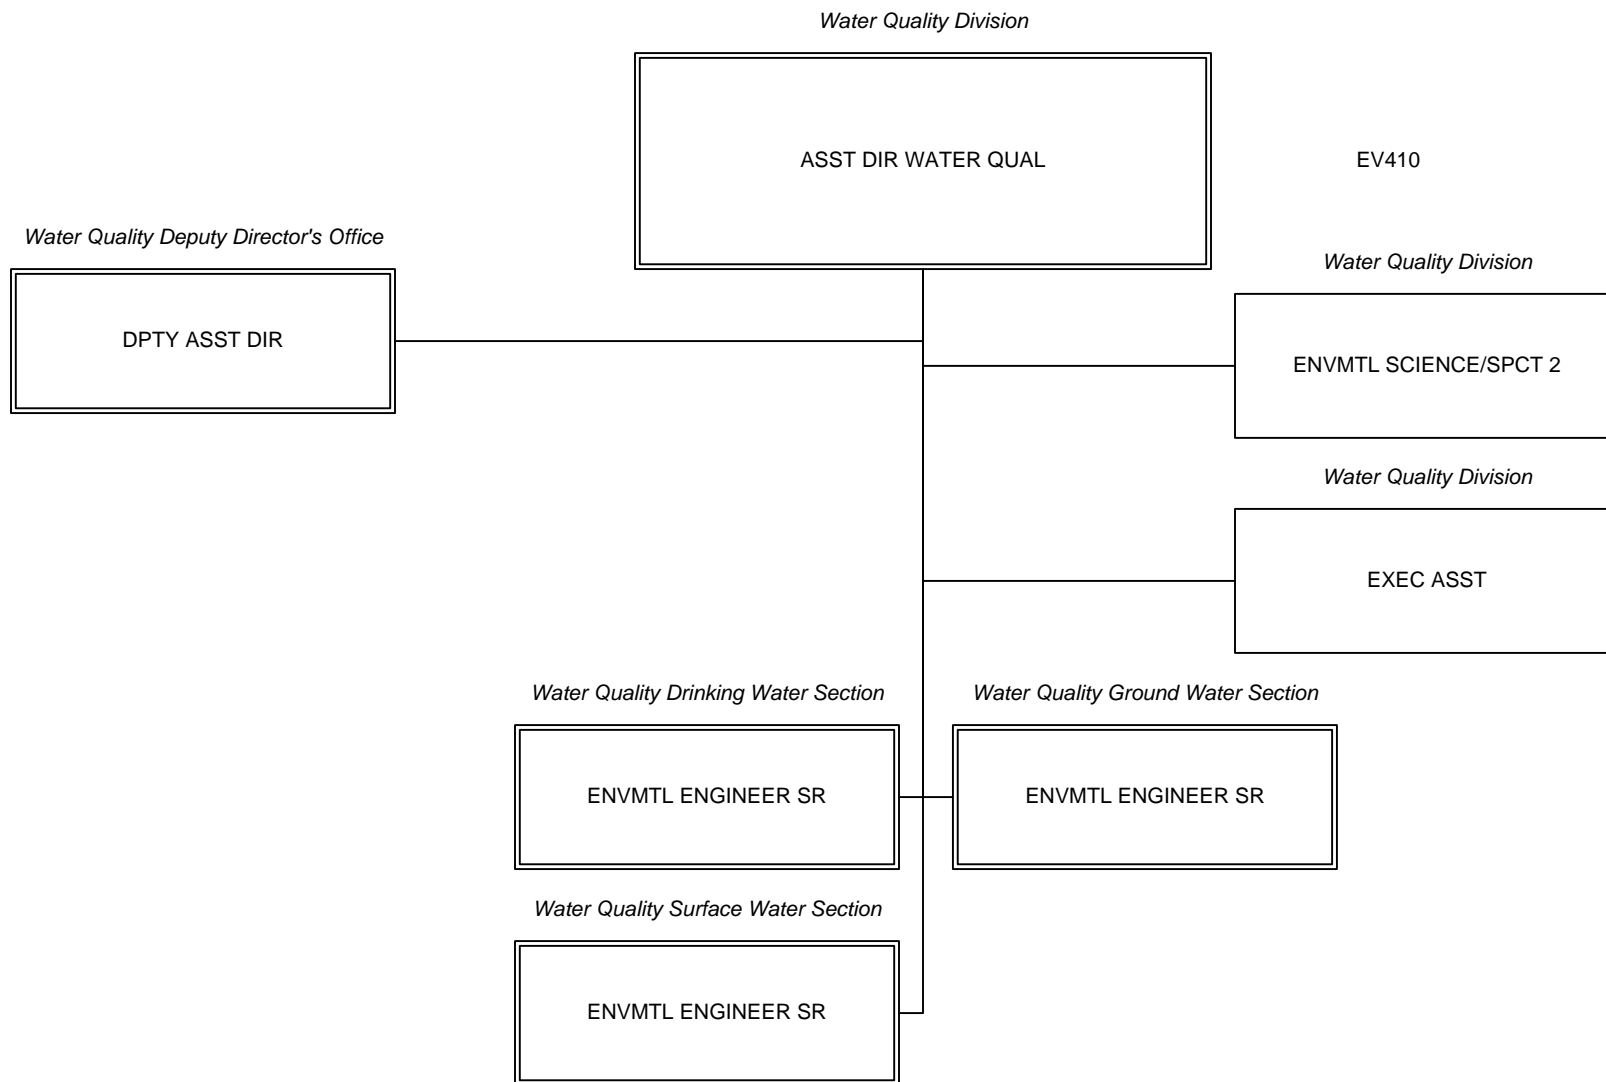 Water Quality Division
ASST DIR WATER QUAL
EV410
Water Quality Deputy Director's Office
DPTY ASST DIR
Water Quality Division
ENVMTL SCIENCE/SPCT 2
Water Quality Division
EXEC ASST
Water Quality Drinking Water Section
Water Quality Ground Water Section
ENVMTL ENGINEER SR
ENVMTL ENGINEER SR
Water Quality Surface Water Section
ENVMTL ENGINEER SR